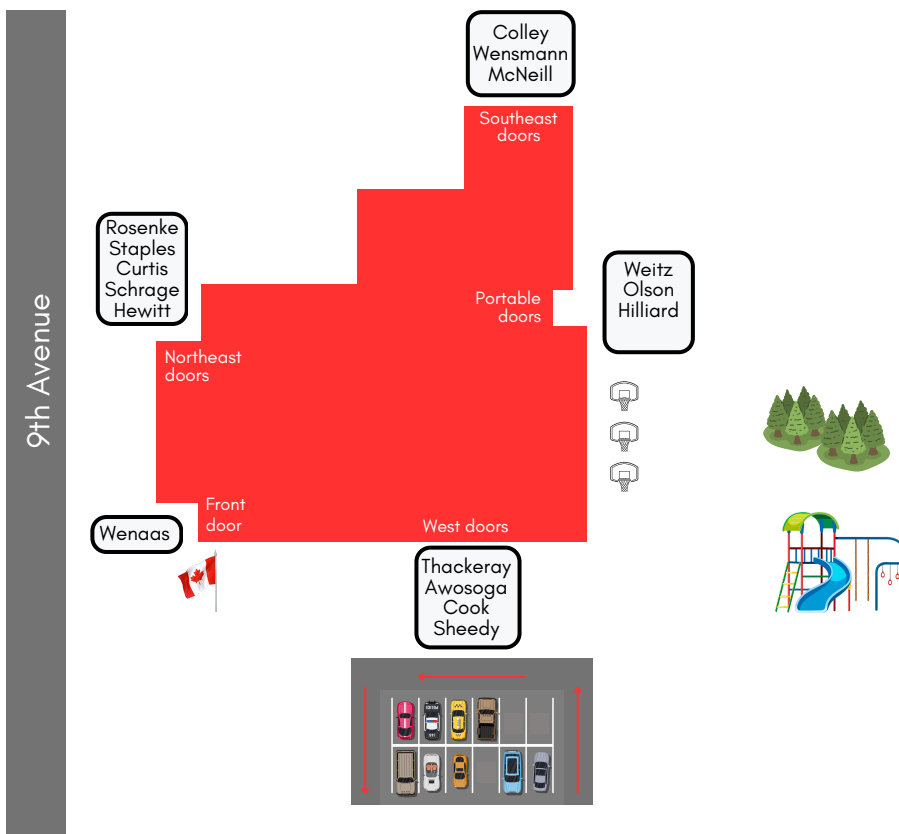 Colley
Wensmann
McNeill
Southeast
doors
Rosenke
Staples
Curtis
Schrage
Hewitt
Weitz
Olson
Hilliard
Portable
doors
Northeast
doors
9th Avenue
Front
door
West doors
Wenaas
Thackeray
Awosoga
Cook
Sheedy